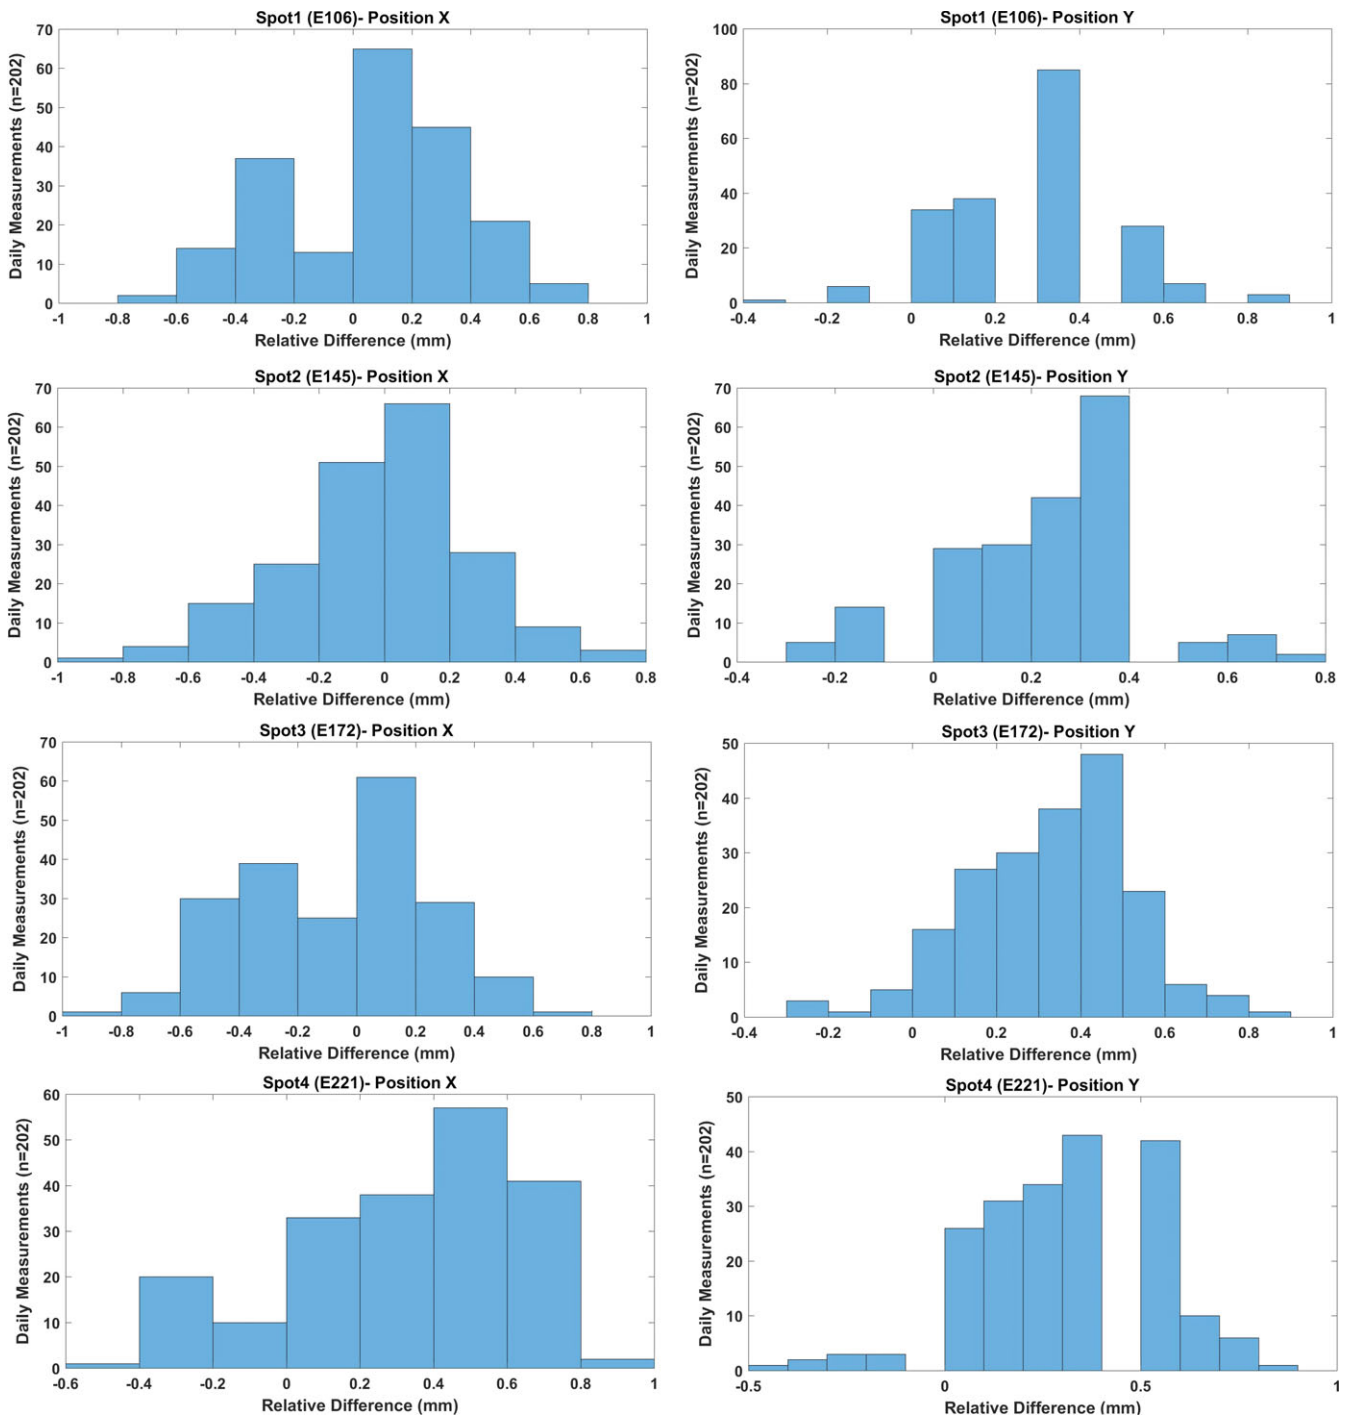 Spot1 (E106)- Position X
Daily Measurements (n=202)
70
60
50
40
30
20
10
0
-1 -0.8 -0.6 -0.4 -0.2 0 0.2 0.4 0.6 0.8 1
Relative Difference (mm)
Spot1 (E106)- Position Y
Daily Measurements (n=202)
100
80
60
40
20
0
-0.4 -0.2 0 0.2 0.4 0.6 0.8 1
Relative Difference (mm)
Spot2 (E145)- Position X
Daily Measurements (n=202)
70
60
50
40
30
20
10
0
-1 -0.8 -0.6 -0.4 -0.2 0 0.2 0.4 0.6 0.8
Relative Difference (mm)
Spot2 (E145)- Position Y
Daily Measurements (n=202)
70
60
50
40
30
20
10
0
-0.4 -0.2 0 0.2 0.4 0.6 0.8
Relative Difference (mm)
Spot3 (E172)- Position X
Daily Measurements (n=202)
70
60
50
40
30
20
10
0
-1 -0.8 -0.6 -0.4 -0.2 0 0.2 0.4 0.6 0.8 1
Relative Difference (mm)
Spot3 (E172)- Position Y
Daily Measurements (n=202)
50
40
30
20
10
0
-0.4 -0.2 0 0.2 0.4 0.6 0.8 1
Relative Difference (mm)
Spot4 (E221)- Position X
Daily Measurements (n=202)
60
50
40
30
20
10
0
-0.6 -0.4 -0.2 0 0.2 0.4 0.6 0.8 1
Relative Difference (mm)
Spot4 (E221)- Position Y
Daily Measurements (n=202)
50
40
30
20
10
0
-0.5 0 0.5 1
Relative Difference (mm)